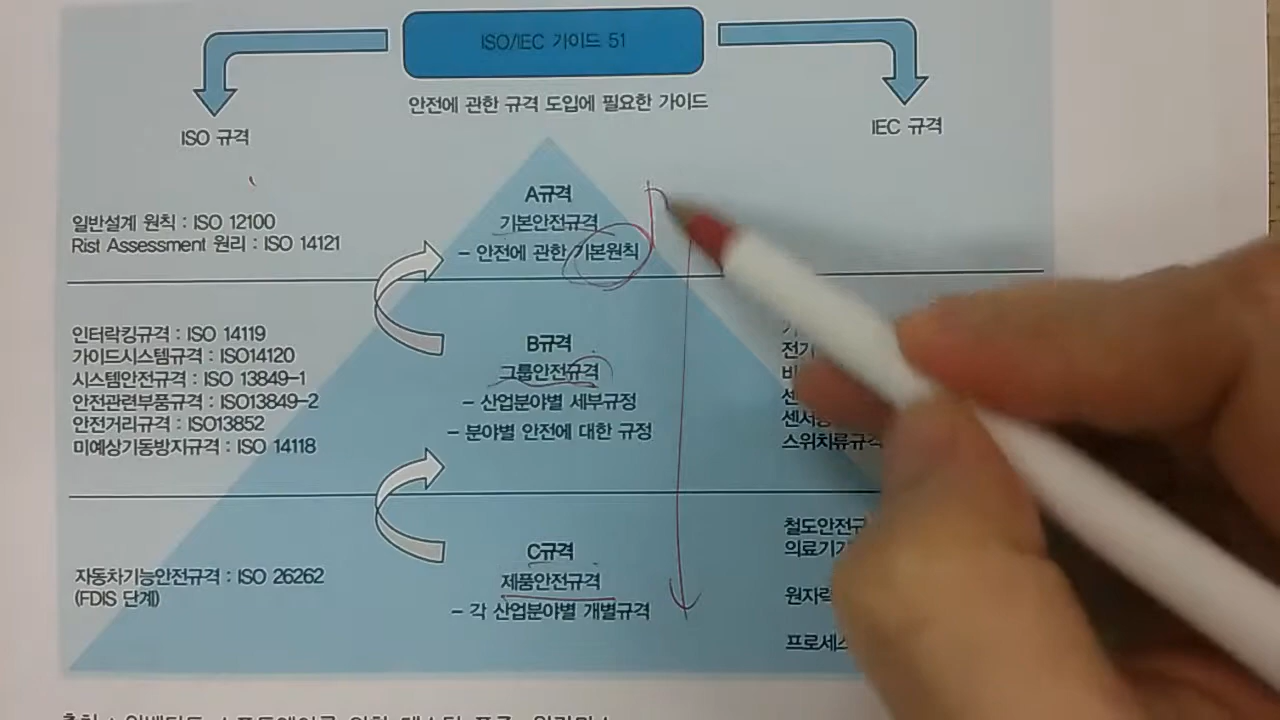 ISO/IEC 가이드 51
안전에 관한 규격 도입에 필요한 가이드
ISO 규격
IEC 규격
A규격
기본안전규격
- 안전에 관한 기본원칙
일반설계 원칙 : ISO 12100
Rist Assessment 원리 : ISO 14121
인터락킹규격 : ISO 14119
가이드시스템규격 : ISO14120
시스템안전규격 : ISO 13849-1
안전관련부품규격 : ISO13849-2
안전거리규격 : ISO13852
미예상기동방지규격 : ISO 14118
B규격
그룹안전규격
- 산업분야별 세부규정
- 분야별 안전에 대한 규정
스위치류규격
자동차기능안전규격 : ISO 26262
(FDIS 단계)
C규격
제품안전규격
- 각 산업분야별 개별규격